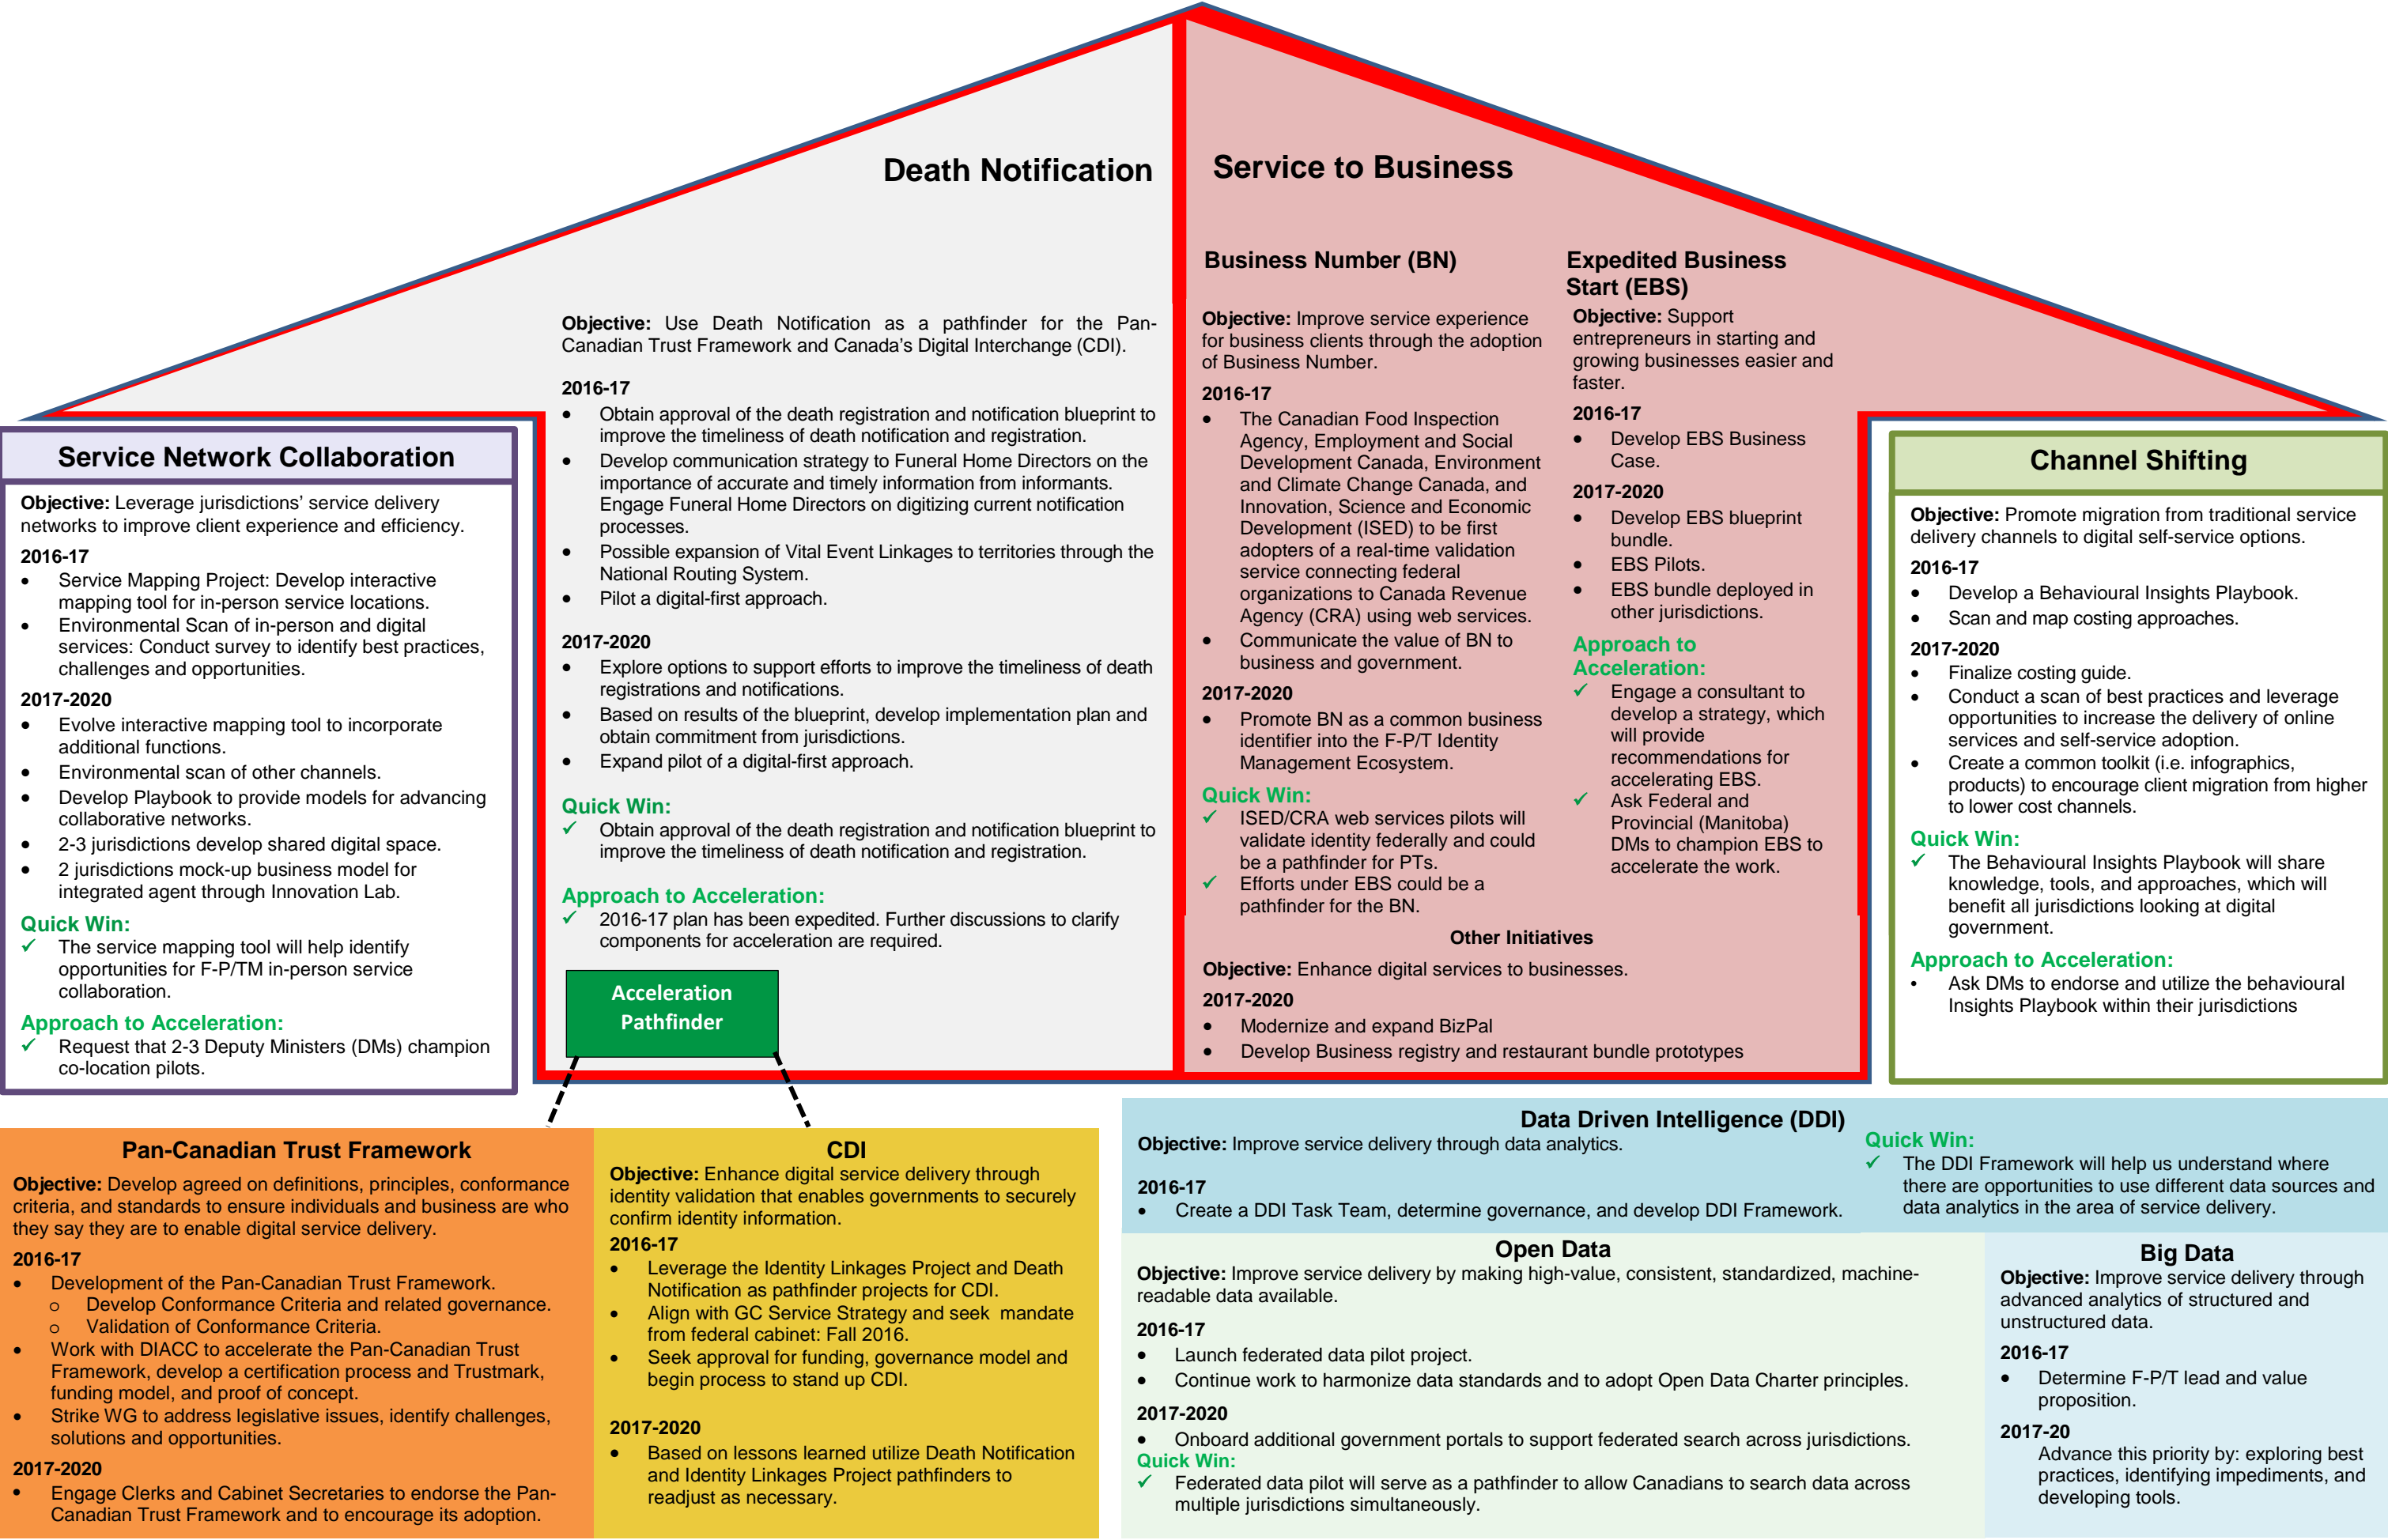 Death Notification
Objective: Use Death Notification as a pathfinder for the Pan-
Canadian Trust Framework and Canada's Digital Interchange (CDI).
2016-17
• Obtain approval of the death registration and notification blueprint to
improve the timeliness of death notification and registration.
• Develop communication strategy to Funeral Home Directors on the
importance of accurate and timely information from informants.
Engage Funeral Home Directors on digitizing current notification
processes.
• Possible expansion of Vital Event Linkages to territories through the
National Routing System.
• Pilot a digital-first approach.
2017-2020
• Explore options to support efforts to improve the timeliness of death
registrations and notifications.
• Based on results of the blueprint, develop implementation plan and
obtain commitment from jurisdictions.
• Expand pilot of a digital-first approach.
Quick Win:
✓ Obtain approval of the death registration and notification blueprint to
improve the timeliness of death notification and registration.
Approach to Acceleration:
✓ 2016-17 plan has been expedited. Further discussions to clarify
components for acceleration are required.
Acceleration
Pathfinder
Service to Business
Business Number (BN)
Objective: Improve service experience
for business clients through the adoption
of Business Number.
2016-17
• The Canadian Food Inspection
Agency, Employment and Social
Development Canada, Environment
and Climate Change Canada, and
Innovation, Science and Economic
Development (ISED) to be first
adopters of a real-time validation
service connecting federal
organizations to Canada Revenue
Agency (CRA) using web services.
• Communicate the value of BN to
business and government.
2017-2020
• Promote BN as a common business
identifier into the F-P/T Identity
Management Ecosystem.
Quick Win:
✓ ISED/CRA web services pilots will
validate identity federally and could
be a pathfinder for PTs.
✓ Efforts under EBS could be a
pathfinder for the BN.
Expedited Business
Start (EBS)
Objective: Support
entrepreneurs in starting and
growing businesses easier and
faster.
2016-17
• Develop EBS Business
Case.
2017-2020
• Develop EBS blueprint
bundle.
• EBS Pilots.
• EBS bundle deployed in
other jurisdictions.
Approach to
Acceleration:
✓ Engage a consultant to
develop a strategy, which
will provide
recommendations for
accelerating EBS.
✓ Ask Federal and
Provincial (Manitoba)
DMs to champion EBS to
accelerate the work.
Other Initiatives
Objective: Enhance digital services to businesses.
2017-2020
• Modernize and expand BizPal
• Develop Business registry and restaurant bundle prototypes
Service Network Collaboration
Objective: Leverage jurisdictions' service delivery
networks to improve client experience and efficiency.
2016-17
• Service Mapping Project: Develop interactive
mapping tool for in-person service locations.
• Environmental Scan of in-person and digital
services: Conduct survey to identify best practices,
challenges and opportunities.
2017-2020
• Evolve interactive mapping tool to incorporate
additional functions.
• Environmental scan of other channels.
• Develop Playbook to provide models for advancing
collaborative networks.
• 2-3 jurisdictions develop shared digital space.
• 2 jurisdictions mock-up business model for
integrated agent through Innovation Lab.
Quick Win:
✓ The service mapping tool will help identify
opportunities for F-P/TM in-person service
collaboration.
Approach to Acceleration:
✓ Request that 2-3 Deputy Ministers (DMs) champion
co-location pilots.
Channel Shifting
Objective: Promote migration from traditional service
delivery channels to digital self-service options.
2016-17
• Develop a Behavioural Insights Playbook.
• Scan and map costing approaches.
2017-2020
• Finalize costing guide.
• Conduct a scan of best practices and leverage
opportunities to increase the delivery of online
services and self-service adoption.
• Create a common toolkit (i.e. infographics,
products) to encourage client migration from higher
to lower cost channels.
Quick Win:
✓ The Behavioural Insights Playbook will share
knowledge, tools, and approaches, which will
benefit all jurisdictions looking at digital
government.
Approach to Acceleration:
• Ask DMs to endorse and utilize the behavioural
Insights Playbook within their jurisdictions
Pan-Canadian Trust Framework
Objective: Develop agreed on definitions, principles, conformance
criteria, and standards to ensure individuals and business are who
they say they are to enable digital service delivery.
2016-17
• Development of the Pan-Canadian Trust Framework.
o Develop Conformance Criteria and related governance.
o Validation of Conformance Criteria.
• Work with DIACC to accelerate the Pan-Canadian Trust
Framework, develop a certification process and Trustmark,
funding model, and proof of concept.
• Strike WG to address legislative issues, identify challenges,
solutions and opportunities.
2017-2020
• Engage Clerks and Cabinet Secretaries to endorse the Pan-
Canadian Trust Framework and to encourage its adoption.
CDI
Objective: Enhance digital service delivery through
identity validation that enables governments to securely
confirm identity information.
2016-17
• Leverage the Identity Linkages Project and Death
Notification as pathfinder projects for CDI.
• Align with GC Service Strategy and seek mandate
from federal cabinet: Fall 2016.
• Seek approval for funding, governance model and
begin process to stand up CDI.
2017-2020
• Based on lessons learned utilize Death Notification
and Identity Linkages Project pathfinders to
readjust as necessary.
Data Driven Intelligence (DDI)
Objective: Improve service delivery through data analytics.
2016-17
• Create a DDI Task Team, determine governance, and develop DDI Framework.
Quick Win:
✓ The DDI Framework will help us understand where
there are opportunities to use different data sources and
data analytics in the area of service delivery.
Open Data
Objective: Improve service delivery by making high-value, consistent, standardized, machine-
readable data available.
2016-17
• Launch federated data pilot project.
• Continue work to harmonize data standards and to adopt Open Data Charter principles.
2017-2020
• Onboard additional government portals to support federated search across jurisdictions.
Quick Win:
✓ Federated data pilot will serve as a pathfinder to allow Canadians to search data across
multiple jurisdictions simultaneously.
Big Data
Objective: Improve service delivery through
advanced analytics of structured and
unstructured data.
2016-17
• Determine F-P/T lead and value
proposition.
2017-20
Advance this priority by: exploring best
practices, identifying impediments, and
developing tools.